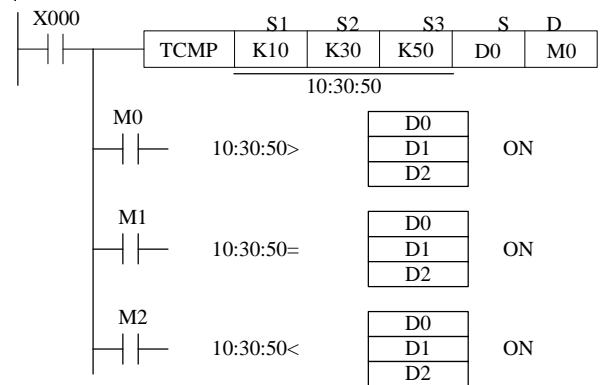 X000 S1 S2 S3 S D
TCMP K10 K30 K50 D0 M0
10:30:50
M0
D0
10:30:50> D1 ON
D2
M1
D0
10:30:50= D1 ON
D2
M2
D0
10:30:50< D1 ON
D2